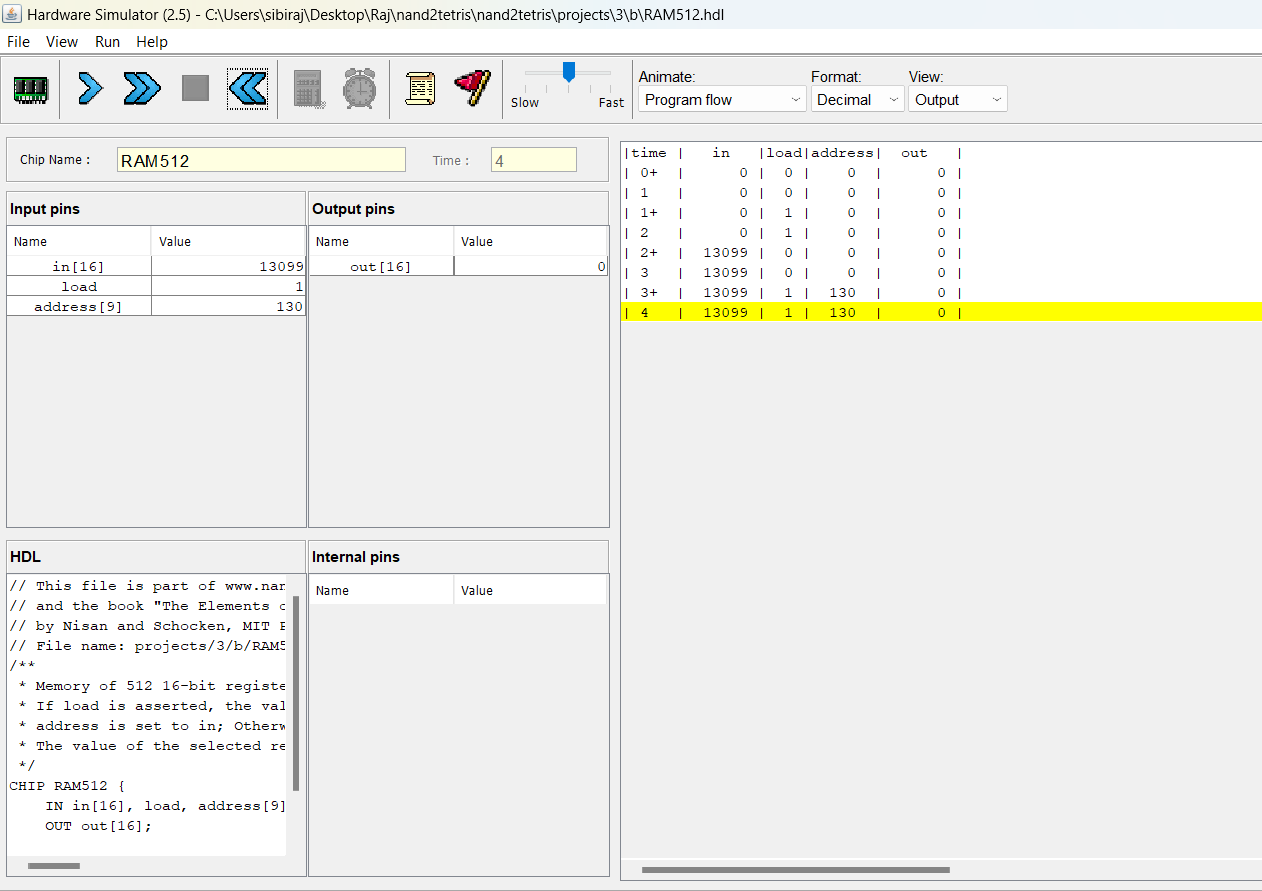 Hardware Simulator (2.5) - C:\Users\sibiraj\Desktop\Raj\nand2tetris\nand2tetris\projects\3\b\RAM512.hdl
File View Run Help
Slow Fast
Animate: Format: View:
Program flow Decimal Output
Chip Name : RAM512 Time : 4
Input pins
Name Value
in[16] 13099
load 1
address[9] 130
Output pins
Name Value
out[16] 0
HDL
// This file is part of www.nan
// and the book "The Elements o
// by Nisan and Schocken, MIT P
// File name: projects/3/b/RAM5
/**
* Memory of 512 16-bit registe
* If load is asserted, the val
* address is set to in; Otherw
* The value of the selected re
*/
CHIP RAM512 {
IN in[16], load, address[9]
OUT out[16];
Internal pins
Name Value
|time | in |load|address| out |
| 0+ | 0 | 0 | 0 | 0 |
| 1 | 0 | 0 | 0 | 0 |
| 1+ | 0 | 1 | 0 | 0 |
| 2 | 0 | 1 | 0 | 0 |
| 2+ | 13099 | 0 | 0 | 0 |
| 3 | 13099 | 0 | 0 | 0 |
| 3+ | 13099 | 1 | 130 | 0 |
| 4 | 13099 | 1 | 130 | 0 |